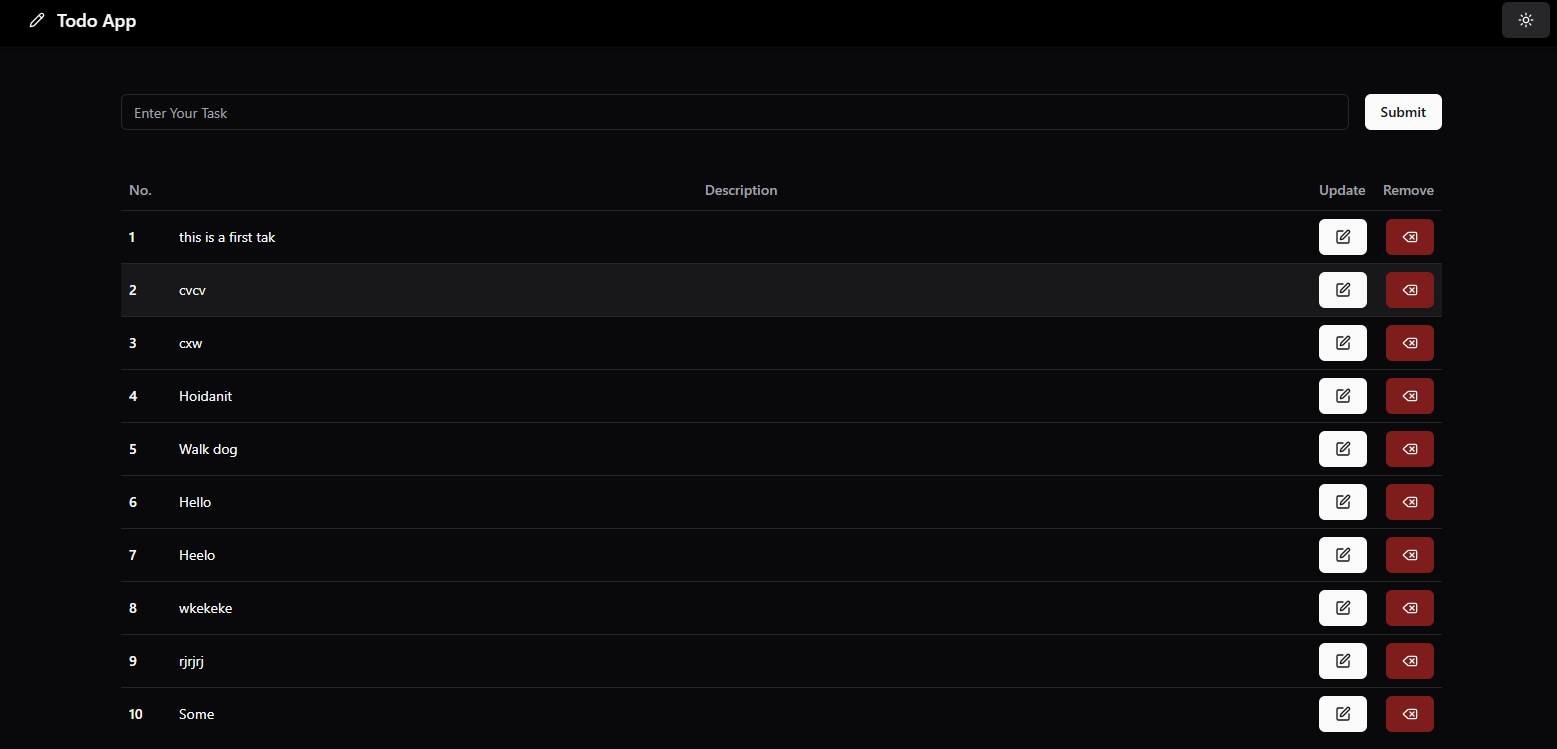 Todo App
Enter Your Task Submit
No. Description Update Remove
1 this is a first tak
2 cvcv
3 cxw
4 Hoidanit
5 Walk dog
6 Hello
7 Heelo
8 wkekeke
9 rjrjrj
10 Some